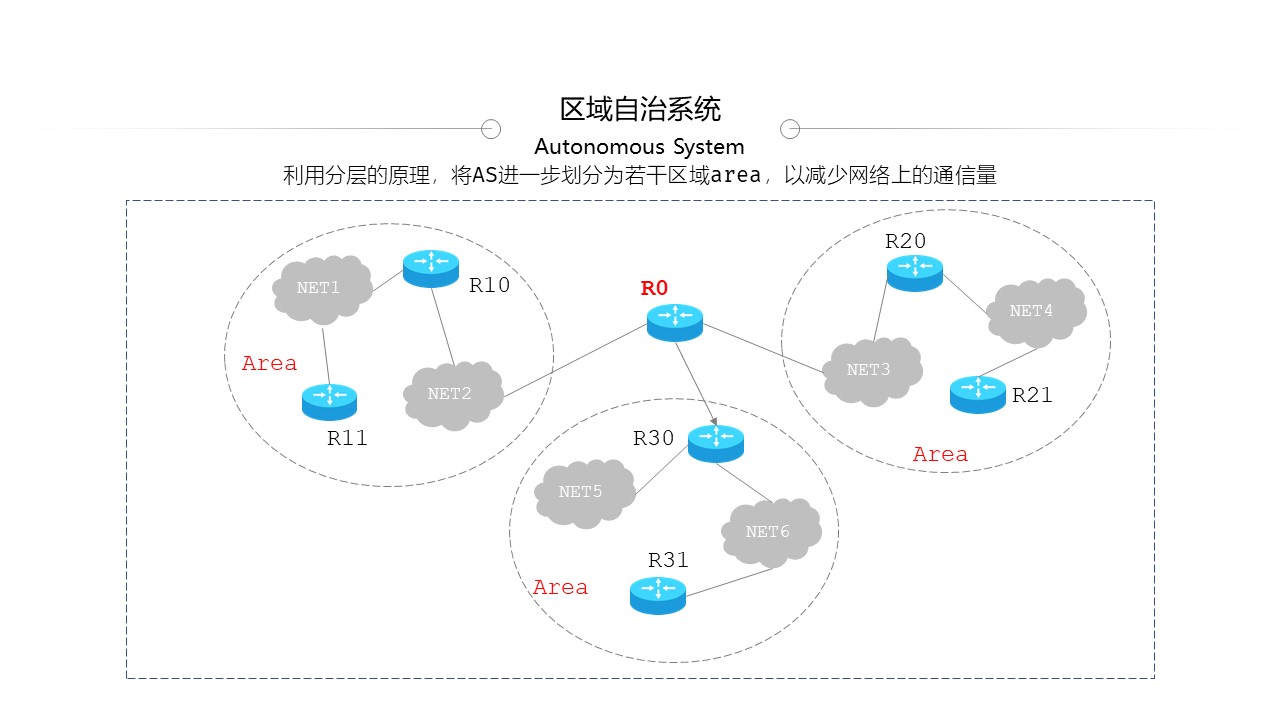 区域自治系统
Autonomous System
利用分层的原理，将AS进一步划分为若干区域area，以减少网络上的通信量
R20
NET1
R10
R0
NET4
Area
NET3
NET2
R21
R11
R30
Area
NET5
NET6
R31
Area